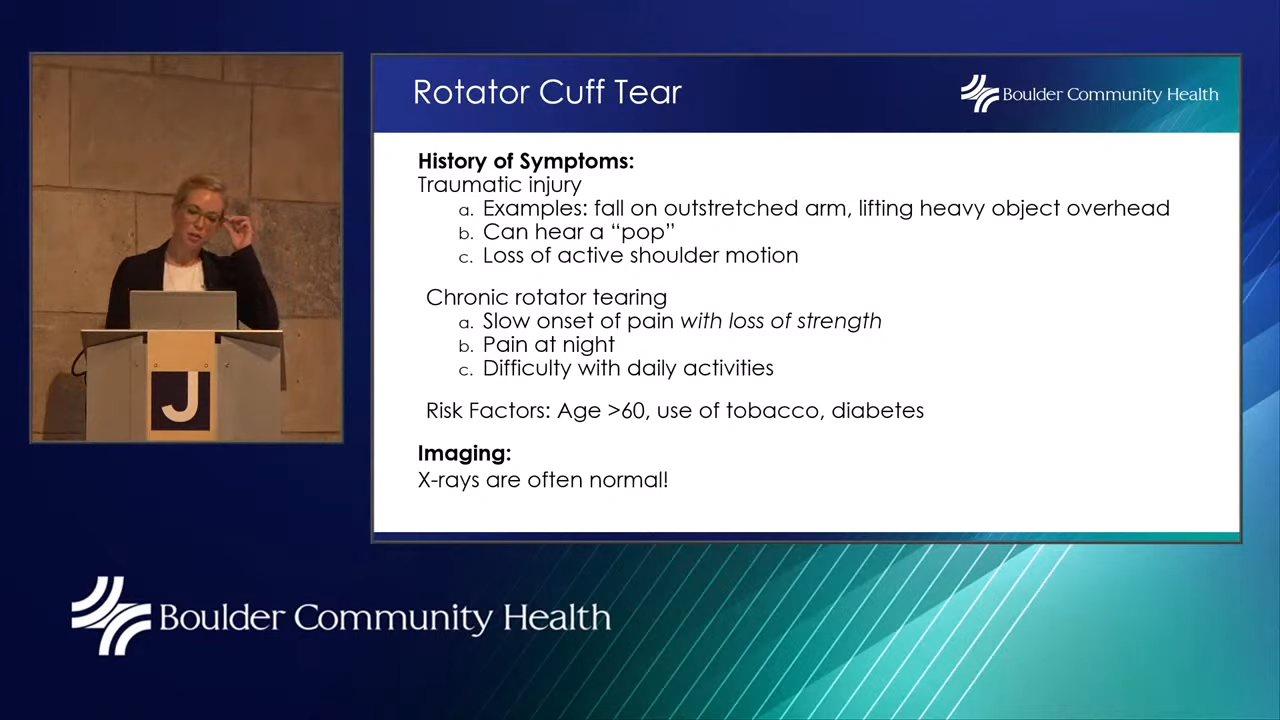 Rotator Cuff Tear
Boulder Community Health
History of Symptoms:
Traumatic injury
a. Examples: fall on outstretched arm, lifting heavy object overhead
b. Can hear a “pop”
c. Loss of active shoulder motion
Chronic rotator tearing
a. Slow onset of pain with loss of strength
b. Pain at night
c. Difficulty with daily activities
Risk Factors: Age >60, use of tobacco, diabetes
Imaging:
X-rays are often normal!
J
Boulder Community Health